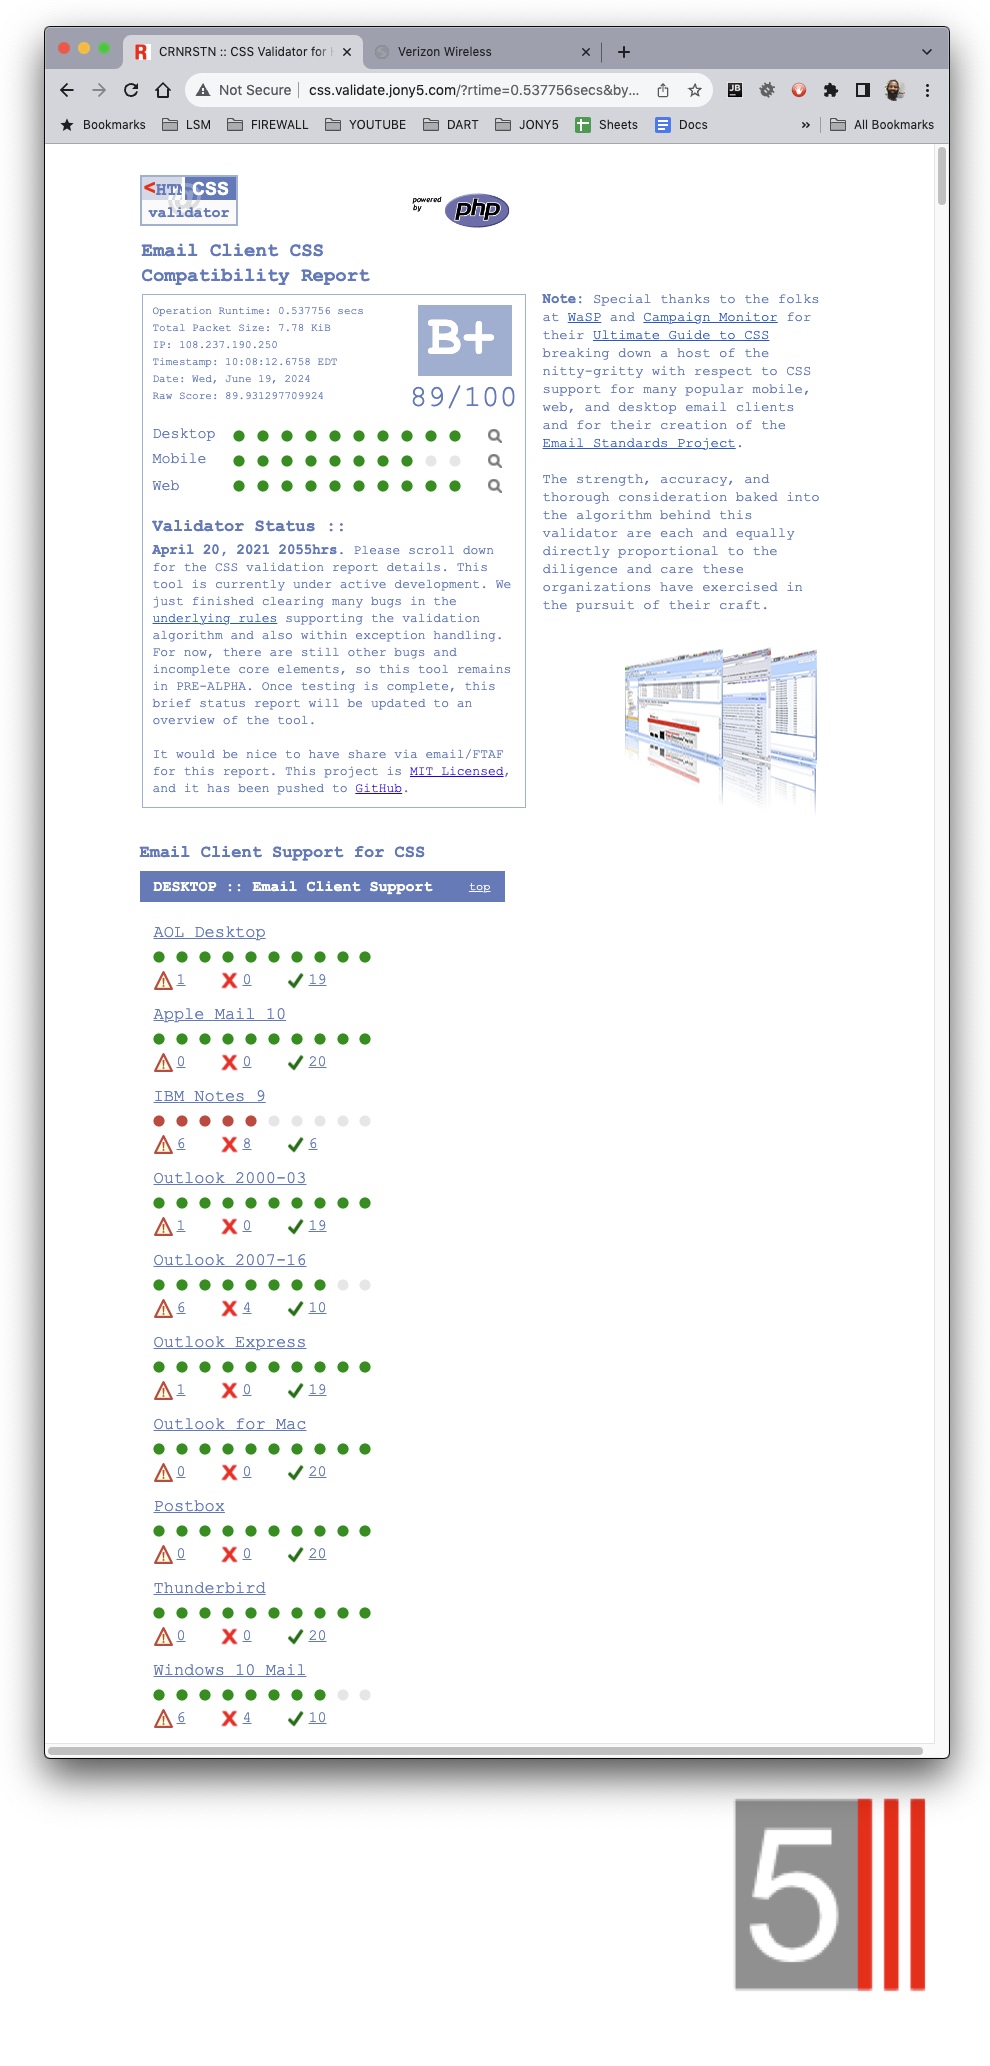 CRNRSTN :: CSS Validator for
Verizon Wireless
Not Secure
css.validate.jony5.com/?rtime=0.537756secs&by...
JB
Bookmarks
LSM
FIREWALL
YOUTUBE
DART
JONY5
Sheets
Docs
»
All Bookmarks
CSS
validator
powered
by
php
Email Client CSS
Compatibility Report
Operation Runtime: 0.537756 secs
Total Packet Size: 7.78 KiB
IP: 108.237.190.250
Timestamp: 10:08:12.6758 EDT
Date: Wed, June 19, 2024
Raw Score: 89.931297709924
B+
89/100
Desktop
Mobile
Web
Validator Status ::
April 20, 2021 2055hrs. Please scroll down
for the CSS validation report details. This
tool is currently under active development. We
just finished clearing many bugs in the
underlying rules supporting the validation
algorithm and also within exception handling.
For now, there are still other bugs and
incomplete core elements, so this tool remains
in PRE-ALPHA. Once testing is complete, this
brief status report will be updated to an
overview of the tool.
It would be nice to have share via email/FTAF
for this report. This project is MIT Licensed,
and it has been pushed to GitHub.
Note: Special thanks to the folks
at WaSP and Campaign Monitor for
their Ultimate Guide to CSS
breaking down a host of the
nitty-gritty with respect to CSS
support for many popular mobile,
web, and desktop email clients
and for their creation of the
Email Standards Project.
The strength, accuracy, and
thorough consideration baked into
the algorithm behind this
validator are each and equally
directly proportional to the
diligence and care these
organizations have exercised in
the pursuit of their craft.
Email Client Support for CSS
DESKTOP :: Email Client Support top
AOL Desktop
1 0 19
Apple Mail 10
0 0 20
IBM Notes 9
6 8 6
Outlook 2000-03
1 0 19
Outlook 2007-16
6 4 10
Outlook Express
1 0 19
Outlook for Mac
0 0 20
Postbox
0 0 20
Thunderbird
0 0 20
Windows 10 Mail
6 4 10
5